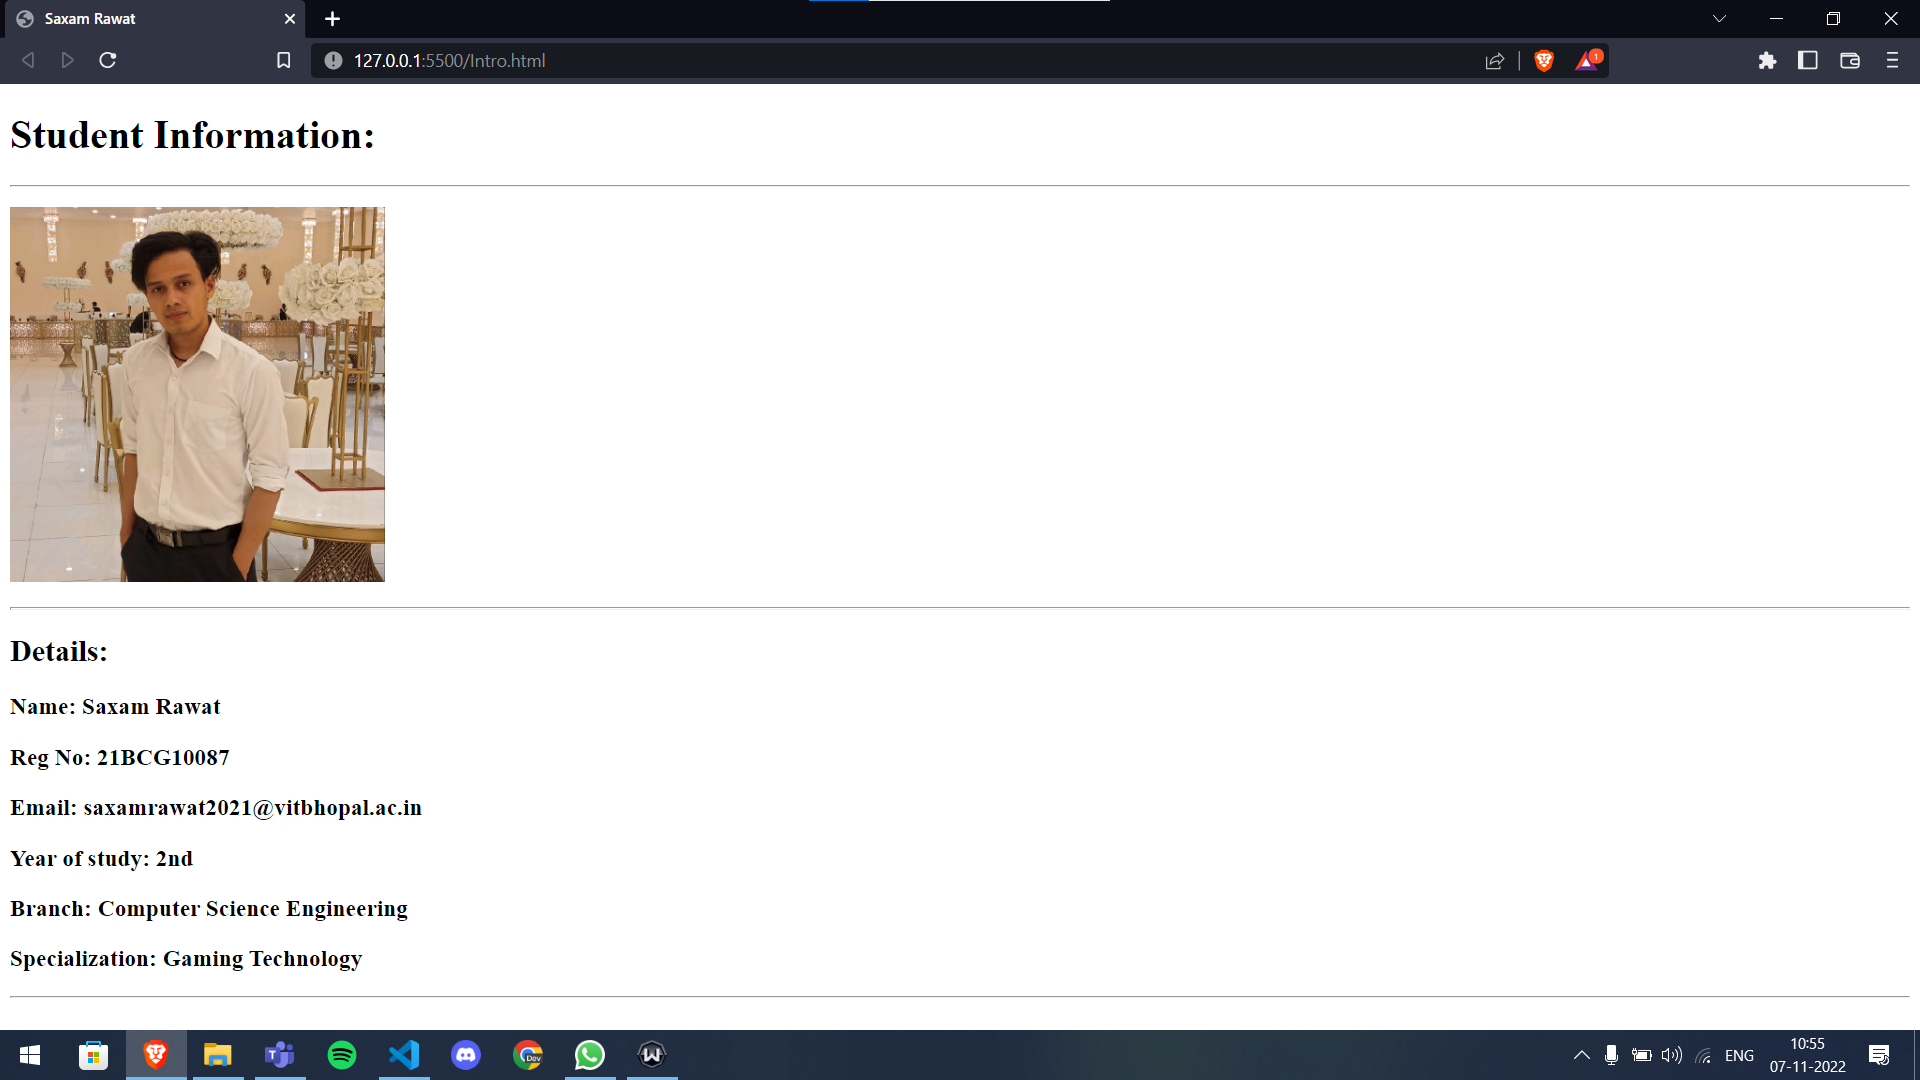 Saxam Rawat
127.0.0.1:5500/Intro.html
1
Student Information:
Details:
Name: Saxam Rawat
Reg No: 21BCG10087
Email: saxamrawat2021@vitbhopal.ac.in
Year of study: 2nd
Branch: Computer Science Engineering
Specialization: Gaming Technology
T
Dev
W
ENG
10:55
07-11-2022